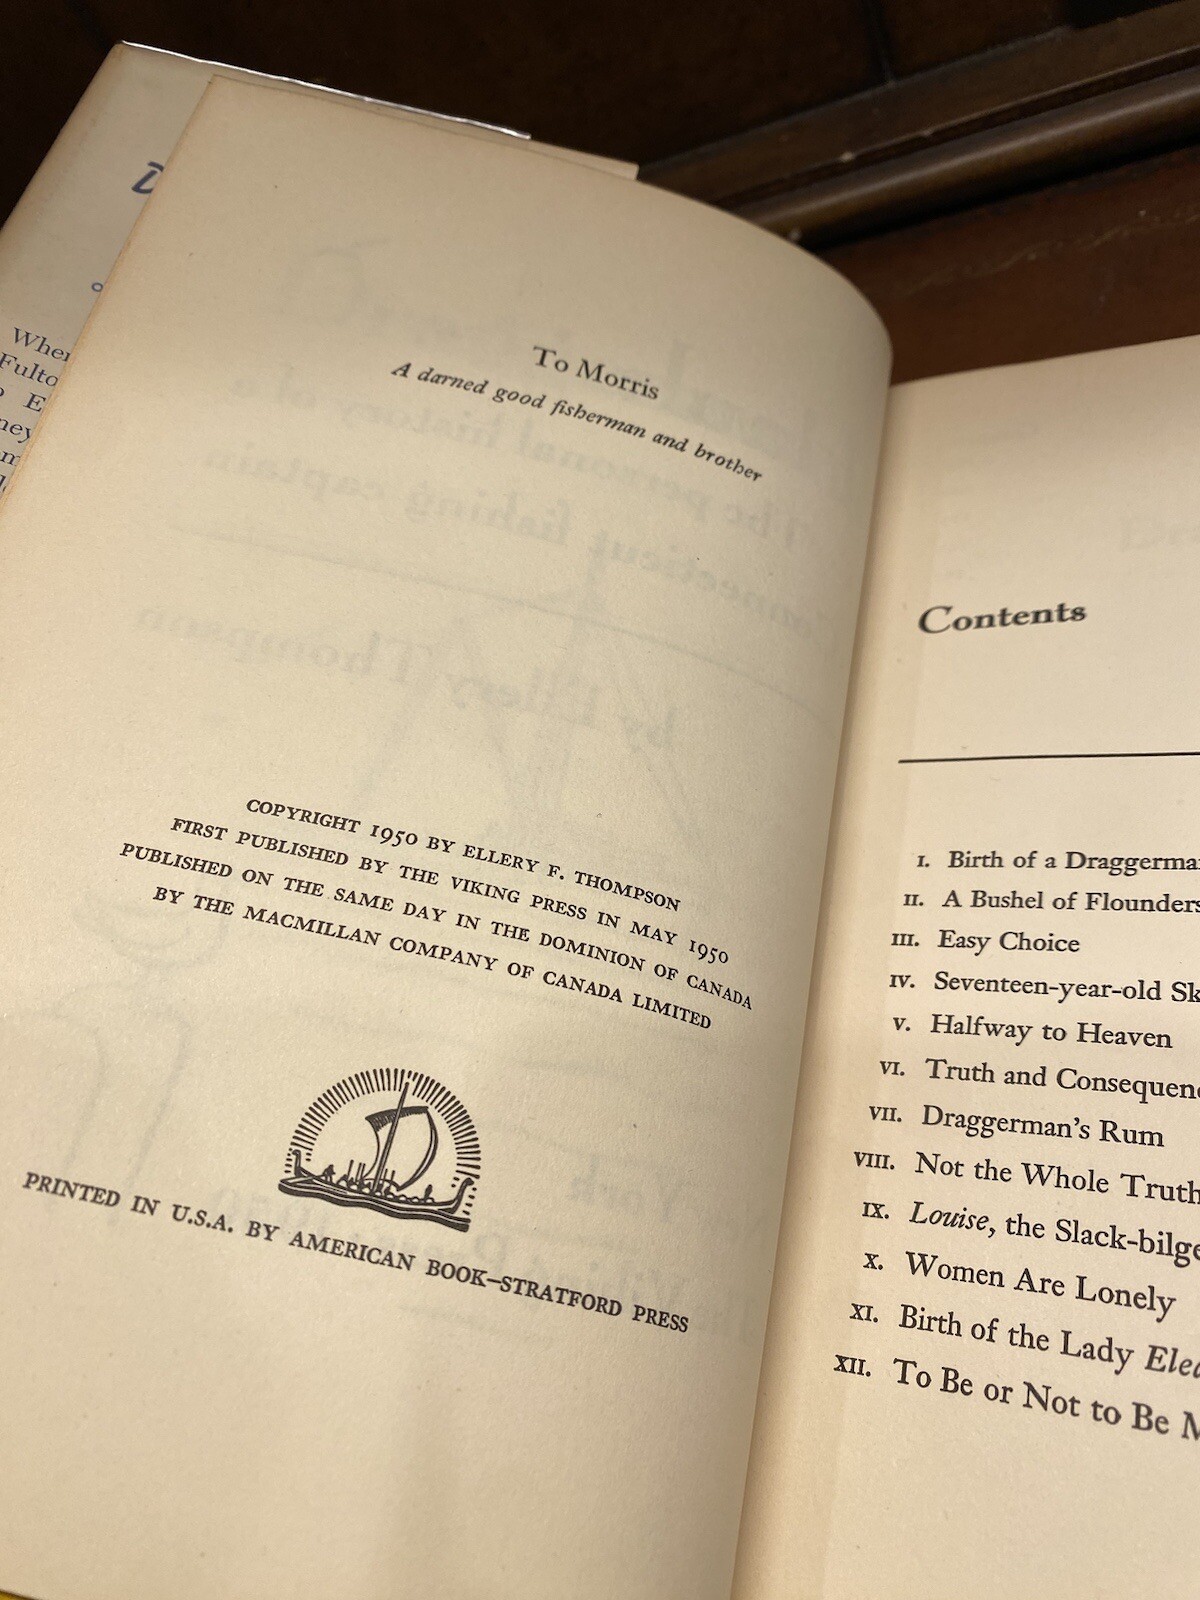 To Morris
A darned good fisherman and brother
COPYRIGHT 1950 BY ELLERY F. THOMPSON
FIRST PUBLISHED BY THE VIKING PRESS IN MAY 1950
PUBLISHED ON THE SAME DAY IN THE DOMINION OF CANADA
BY THE MACMILLAN COMPANY OF CANADA LIMITED
PRINTED IN U.S.A. BY AMERICAN BOOK–STRATFORD PRESS
Contents
I. Birth of a Draggerma
II. A Bushel of Flounders
III. Easy Choice
IV. Seventeen-year-old Sk
V. Halfway to Heaven
VI. Truth and Consequenc
VII. Draggerman's Rum
VIII. Not the Whole Truth
IX. Louise, the Slack-bilge
X. Women Are Lonely
XI. Birth of the Lady Elea
XII. To Be or Not to Be M